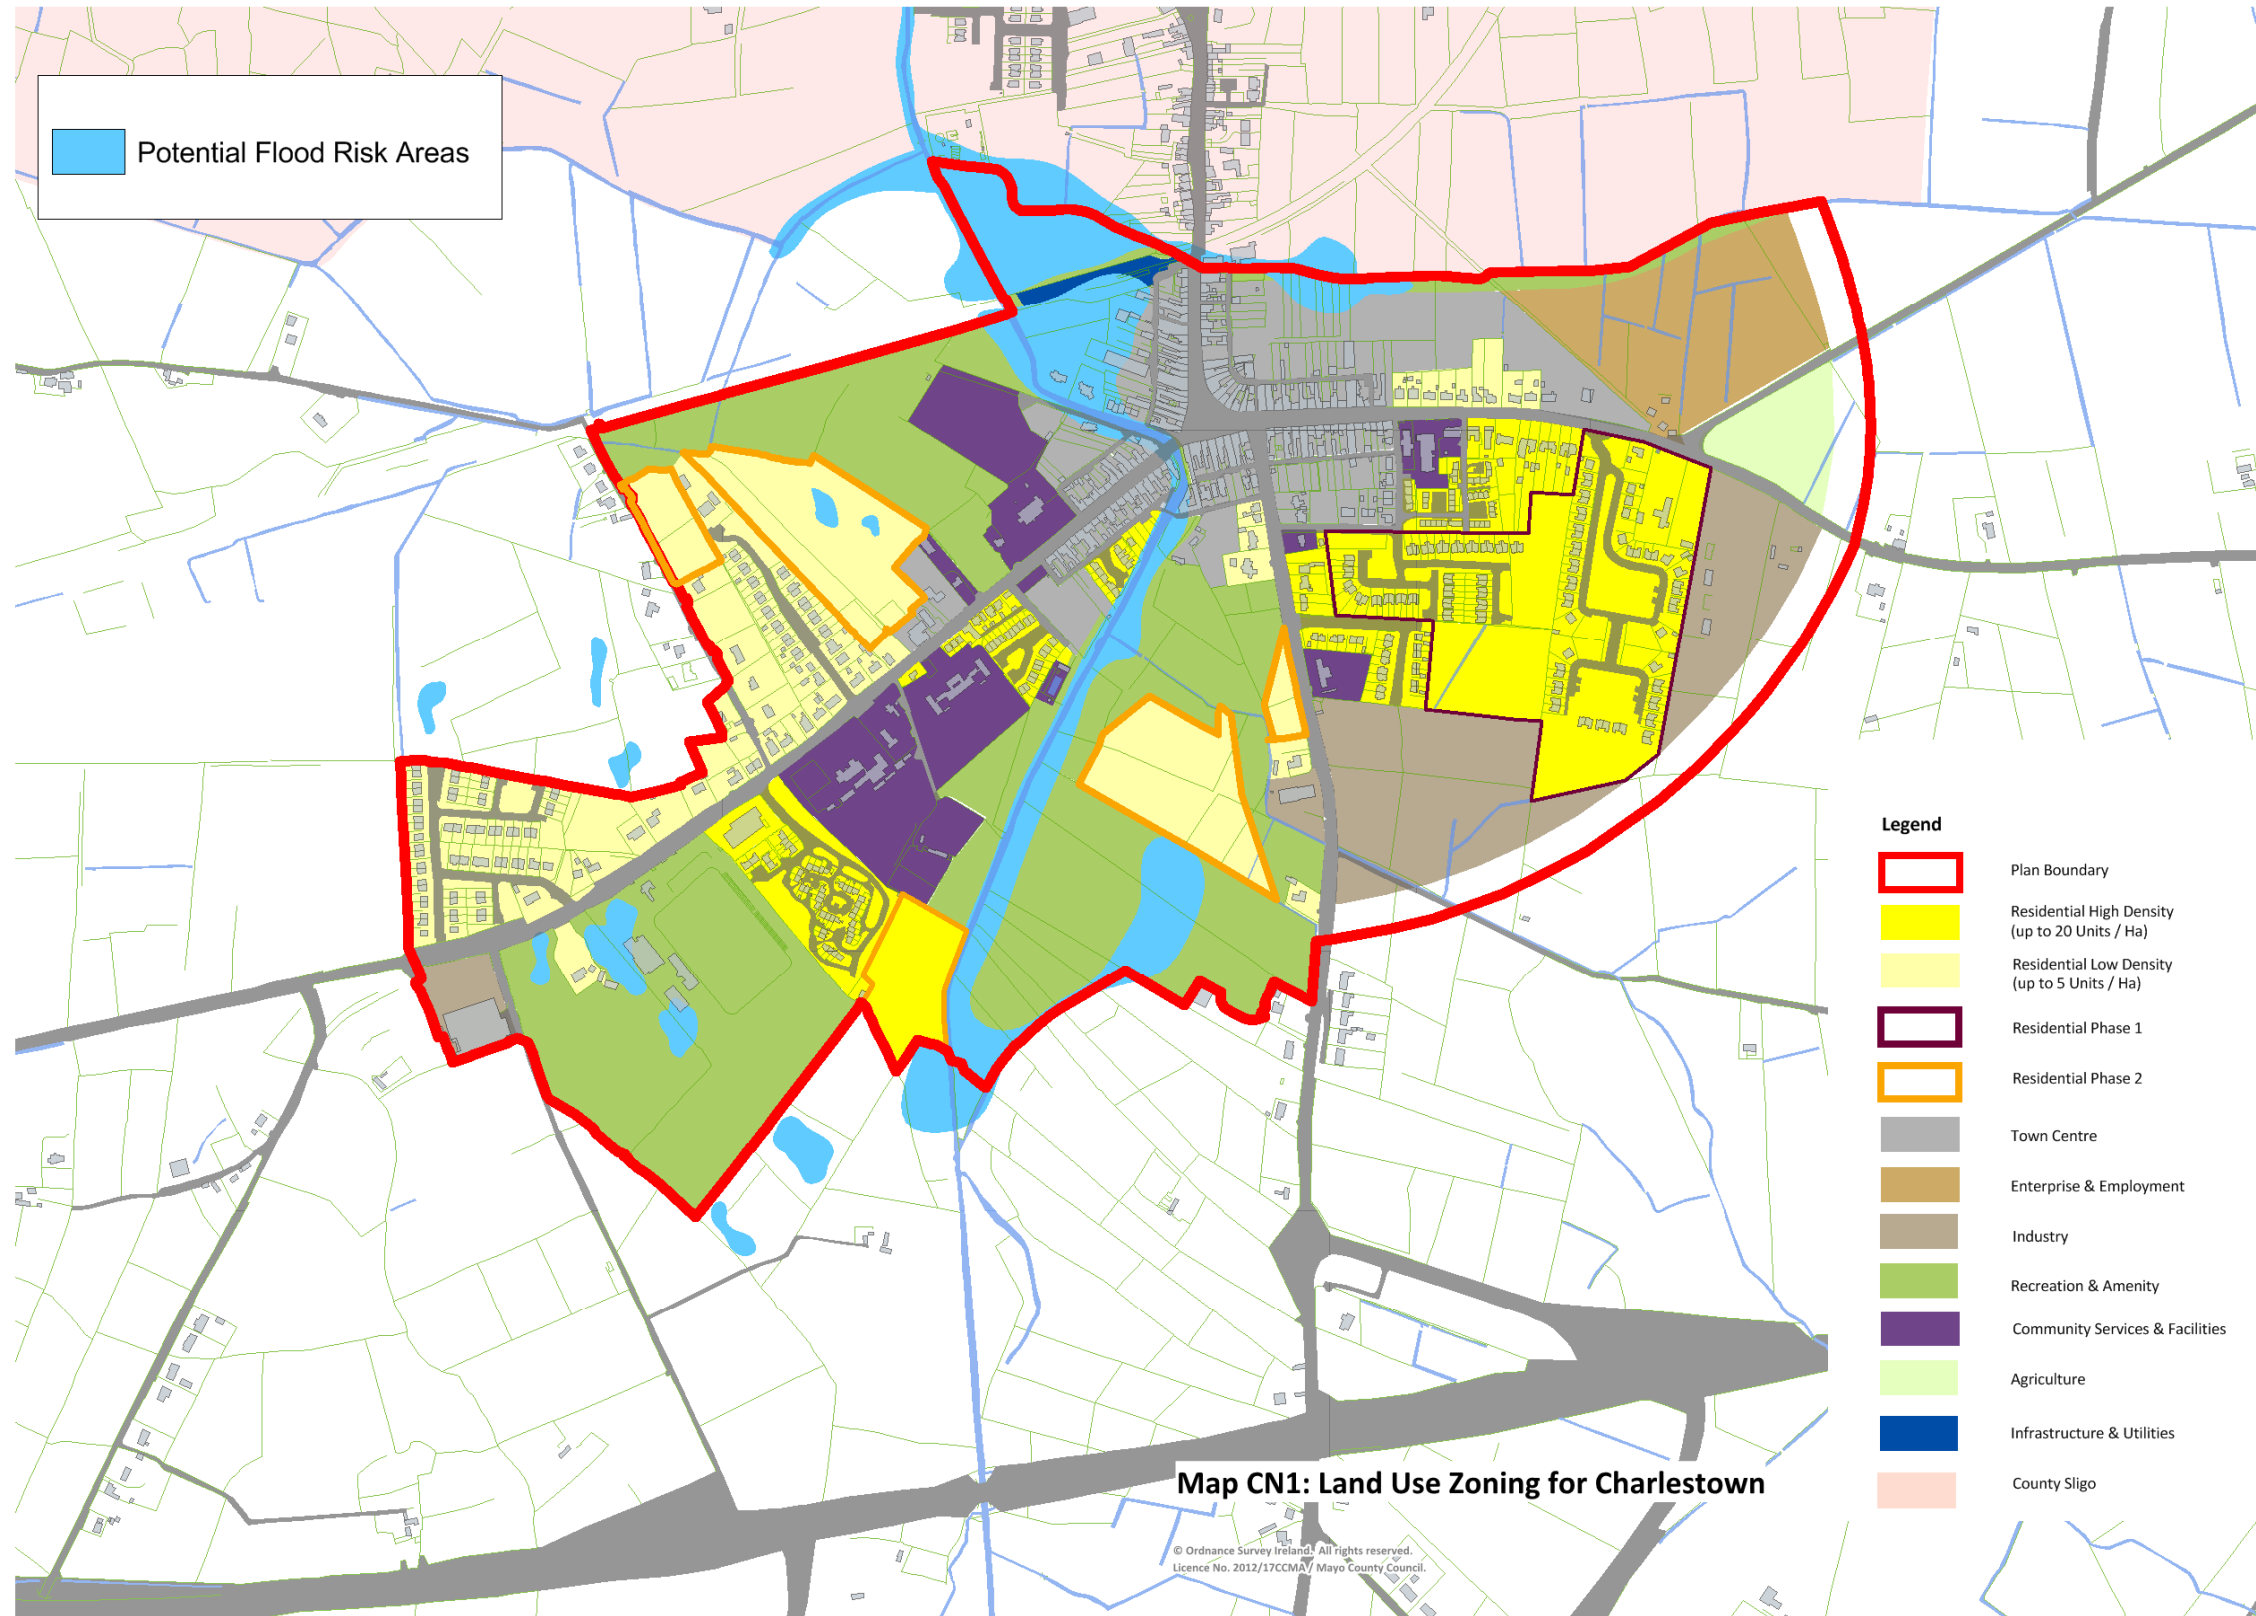 Potential Flood Risk Areas
Legend
Plan Boundary
Residential High Density
(up to 20 Units / Ha)
Residential Low Density
(up to 5 Units / Ha)
Residential Phase 1
Residential Phase 2
Town Centre
Enterprise & Employment
Industry
Recreation & Amenity
Community Services & Facilities
Agriculture
Infrastructure & Utilities
County Sligo
Map CN1: Land Use Zoning for Charlestown
© Ordnance Survey Ireland. All rights reserved.
Licence No. 2012/17CCMA / Mayo County Council.